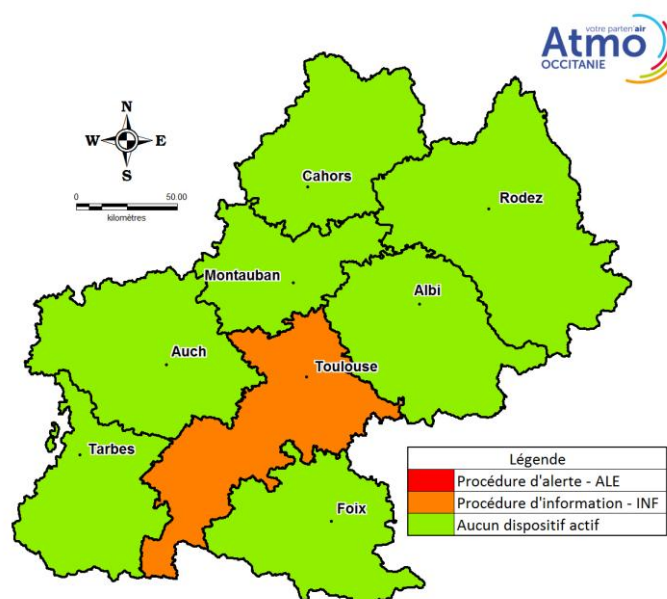 votre parten'air
Atmo
OCCITANIE
N
W E
S
0 50.00
kilomètres
Cahors
Rodez
Montauban
Albi
Auch
Toulouse
Tarbes
Foix
Légende
Procédure d'alerte - ALE
Procédure d'information - INF
Aucun dispositif actif